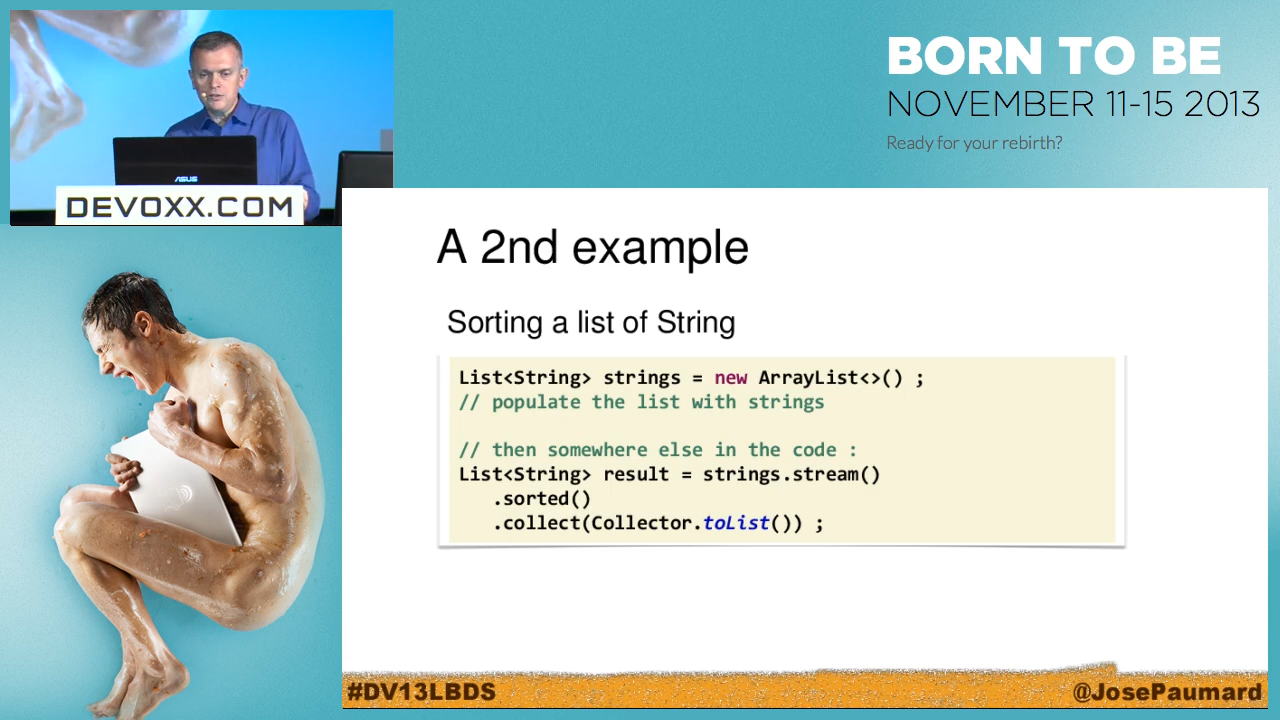 BORN TO BE
NOVEMBER 11-15 2013
Ready for your rebirth?
ASUS
DEVOXX.COM
A 2nd example
Sorting a list of String
List<String> strings = new ArrayList<>() ;
// populate the list with strings
// then somewhere else in the code :
List<String> result = strings.stream()
.sorted()
.collect(Collector.toList()) ;
#DV13LBDS
@JosePaumard